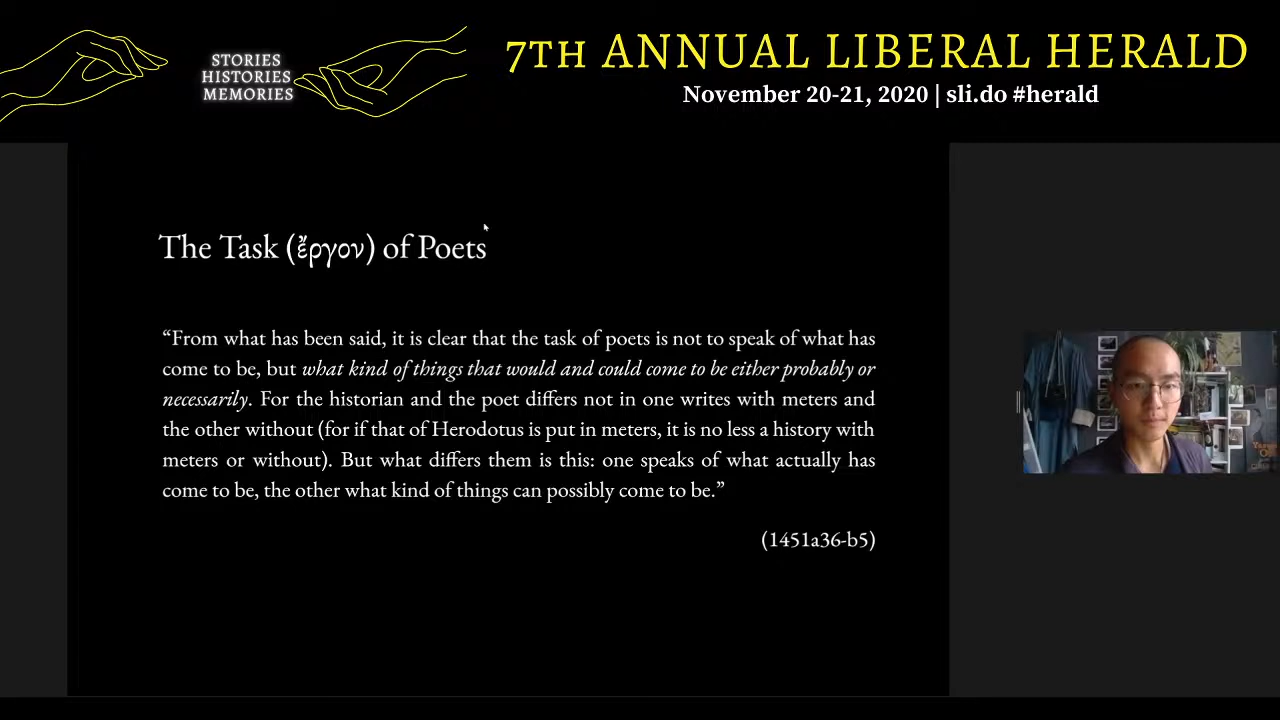 STORIES
HISTORIES
MEMORIES
7TH ANNUAL LIBERAL HERALD
November 20-21, 2020 | sli.do #herald
The Task (ἔργον) of Poets
“From what has been said, it is clear that the task of poets is not to speak of what has
come to be, but what kind of things that would and could come to be either probably or
necessarily. For the historian and the poet differs not in one writes with meters and
the other without (for if that of Herodotus is put in meters, it is no less a history with
meters or without). But what differs them is this: one speaks of what actually has
come to be, the other what kind of things can possibly come to be.”
(1451a36-b5)